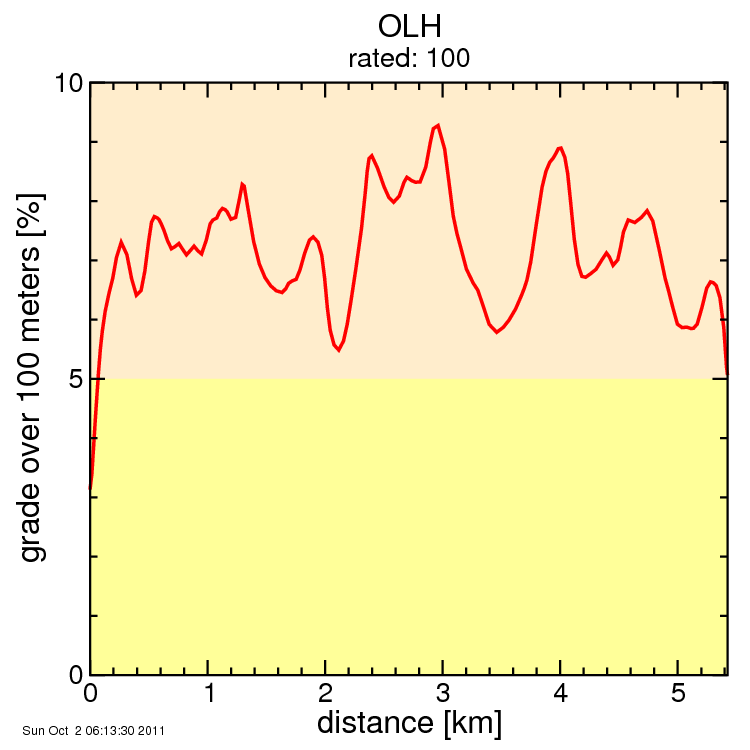 OLH
rated: 100
10
5
0
grade over 100 meters [%]
0 1 2 3 4 5
distance [km]
Sun Oct 2 06:13:30 2011